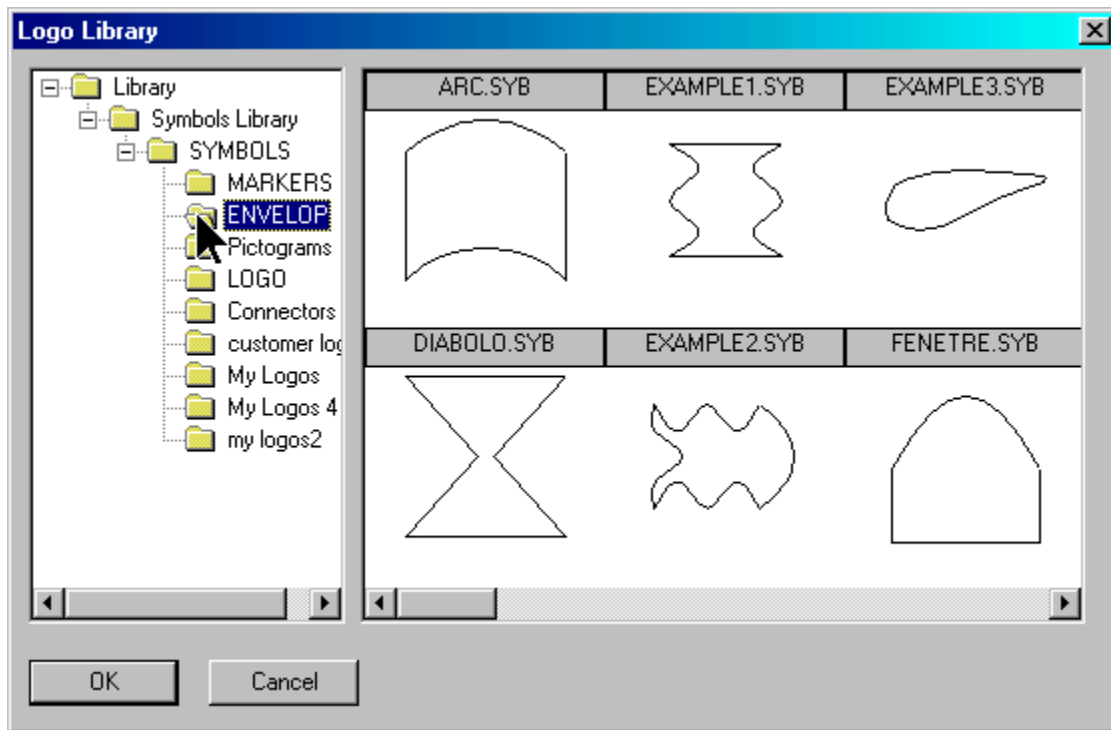 Logo Library
Library
Symbols Library
SYMBOLS
MARKERS
ENVELOP
Pictograms
LOGO
Connectors
customer log
My Logos
My Logos 4
my logos2
ARC.SYB EXAMPLE1.SYB EXAMPLE3.SYB
DIABOLO.SYB EXAMPLE2.SYB FENETRE.SYB
OK Cancel